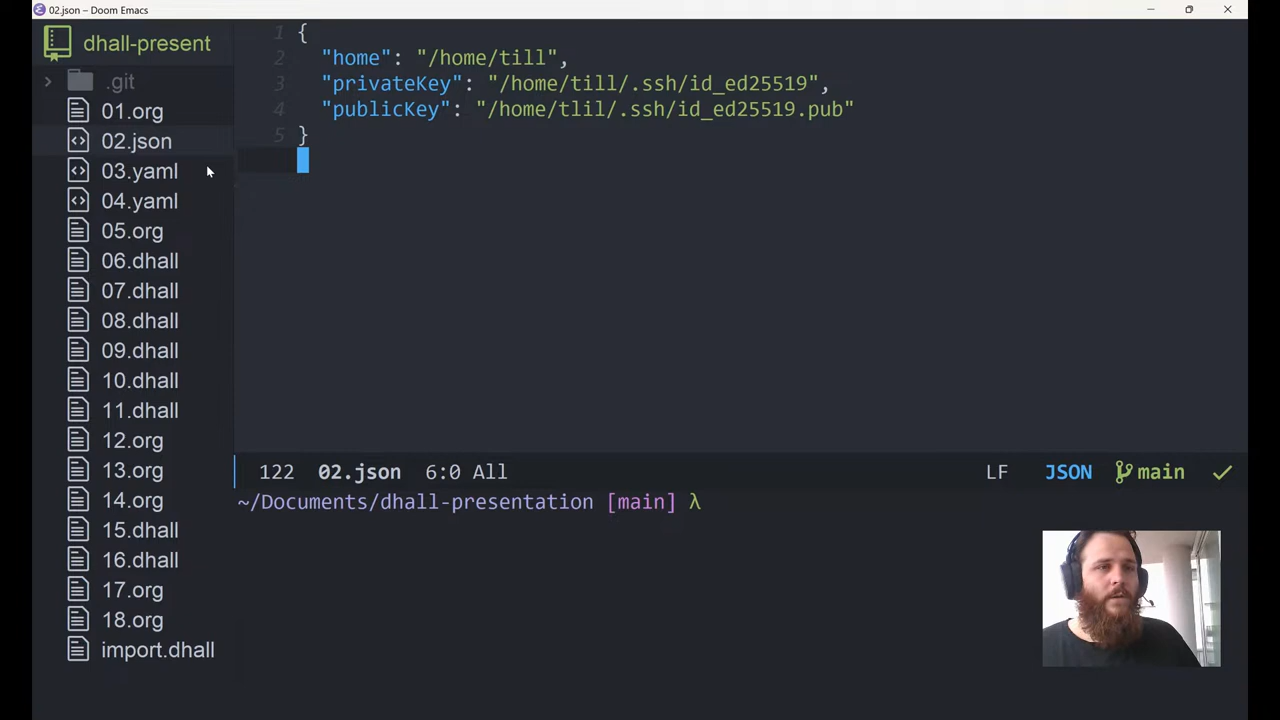 02.json – Doom Emacs
dhall-present
.git
01.org
02.json
03.yaml
04.yaml
05.org
06.dhall
07.dhall
08.dhall
09.dhall
10.dhall
11.dhall
12.org
13.org
14.org
15.dhall
16.dhall
17.org
18.org
import.dhall
1 {
2 "home": "/home/till",
3 "privateKey": "/home/till/.ssh/id_ed25519",
4 "publicKey": "/home/tlil/.ssh/id_ed25519.pub"
5 }
122 02.json 6:0 All LF JSON main
~/Documents/dhall-presentation [main] λ